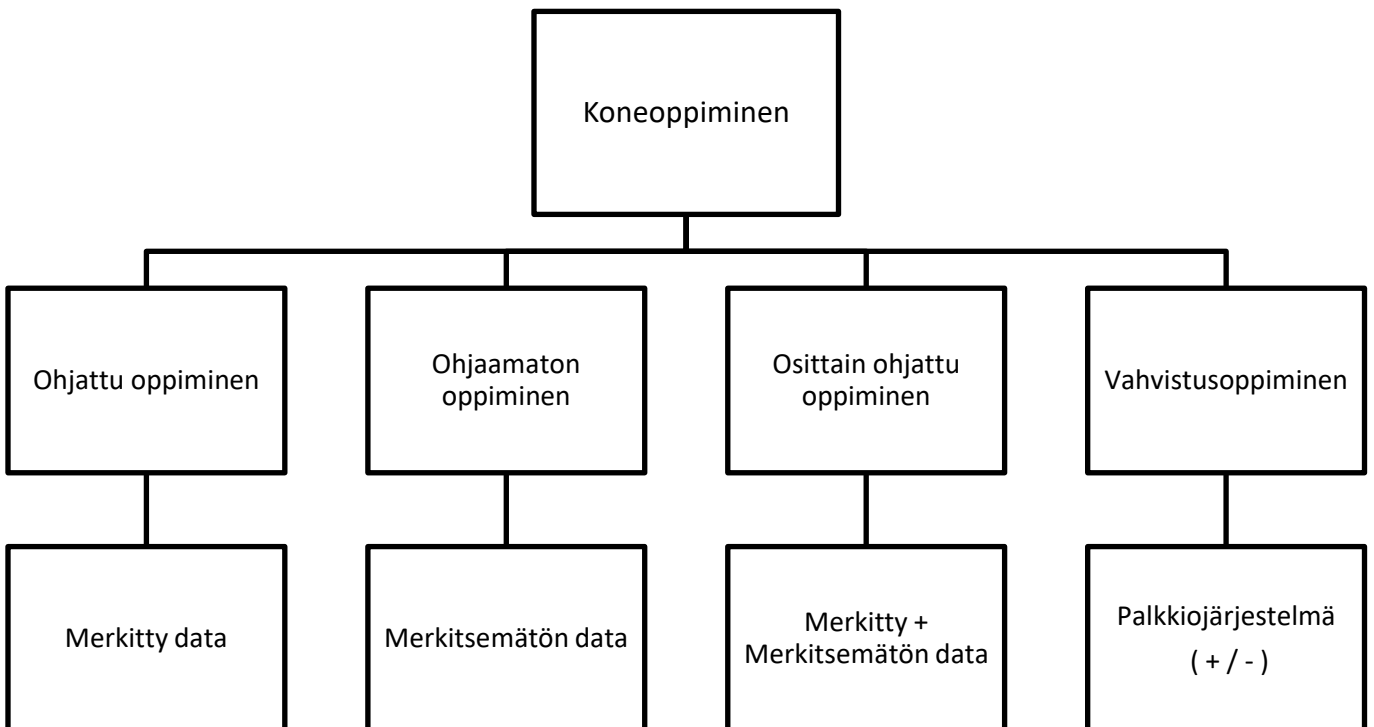 Koneoppiminen
Ohjattu oppiminen
Ohjaamaton
oppiminen
Osittain ohjattu
oppiminen
Vahvistusoppiminen
Merkitty data
Merkitsemätön data
Merkitty +
Merkitsemätön data
Palkkiojärjestelmä
( + / - )